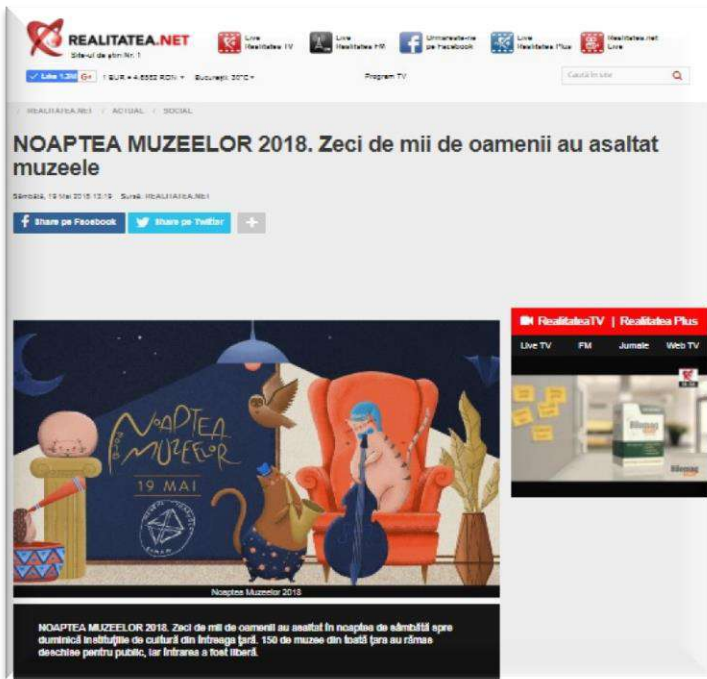 REALITATEA.NET
Site-ul de știri Nr. 1
Live
Realitatea TV
Live
Realitatea FM
Urmareste-ne
pe Facebook
Live
Realitatea Plus
Realitatea.net
Live
Like 1.2M G+ 1 EUR = RON București: 20°C
Program TV
Caută în site
/ REALITATEA.NET / ACTUAL / SOCIAL
NOAPTEA MUZEELOR 2018. Zeci de mii de oamenii au asaltat
muzeele
Sâmbătă, 19 Mai 2018 Sursă: REALITATEA.NET
Share pe Facebook
Share pe Twitter
+
RealitateaTV | Realitatea Plus
Live TV FM Jurnale Web TV
NOAPTEA
MUZEELOR
19 MAI
Noaptea Muzeelor 2018
NOAPTEA MUZEELOR 2018. Zeci de mii de oamenii au asaltat în noaptea de sâmbătă spre
duminică instituțiile de cultură din întreaga țară. 150 de muzee din toată țara au rămas
deschise pentru public, iar intrarea a fost liberă.